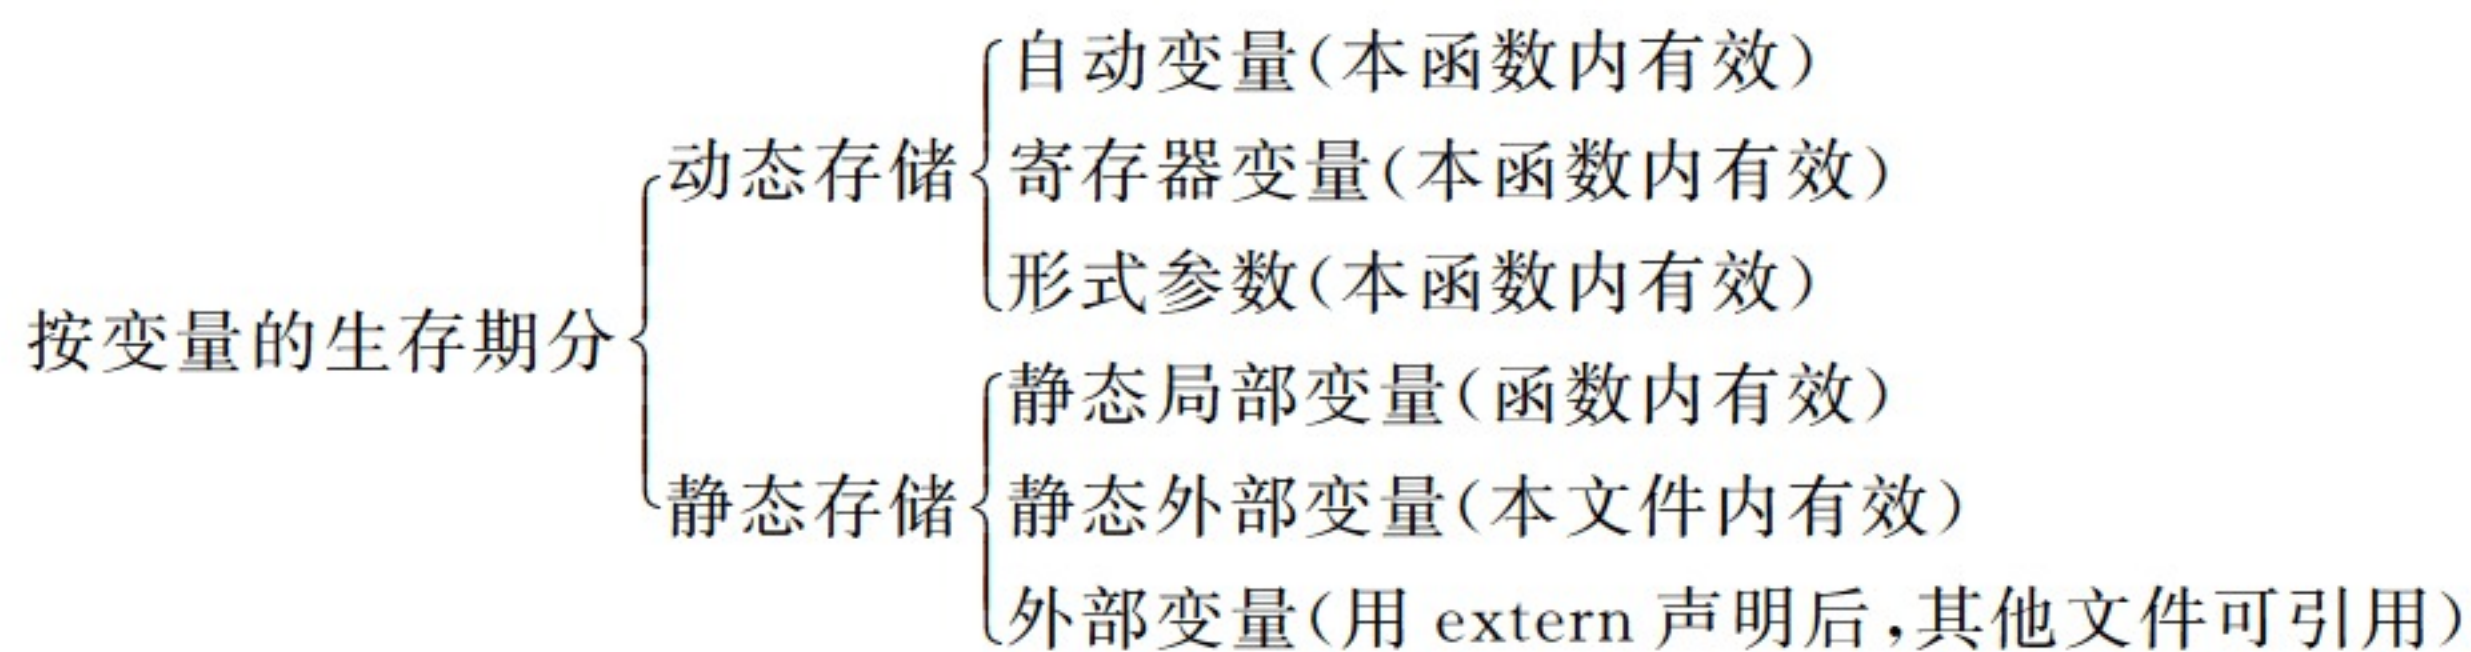 自动变量(本函数内有效)
动态存储 寄存器变量(本函数内有效)
形式参数(本函数内有效)
按变量的生存期分
静态局部变量(函数内有效)
静态存储 静态外部变量(本文件内有效)
外部变量(用 extern 声明后,其他文件可引用)